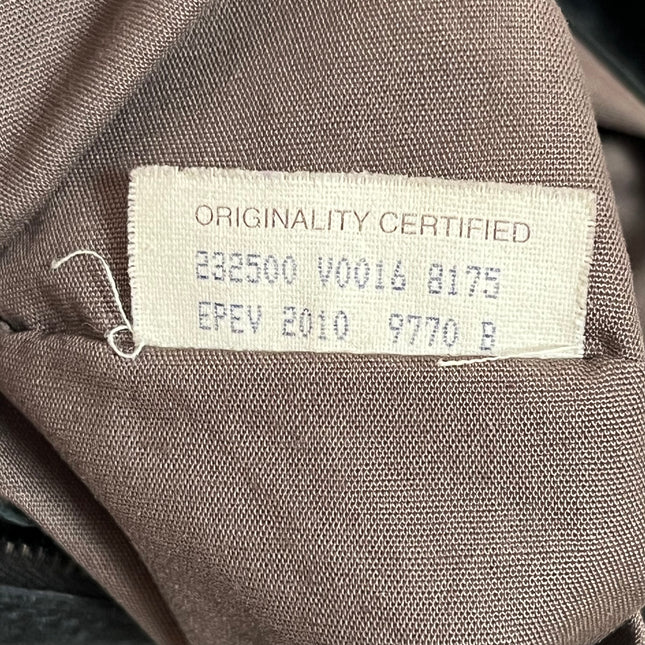 ORIGINALITY CERTIFIED
232500 V0016 8175
EPEV 2010 9770 B